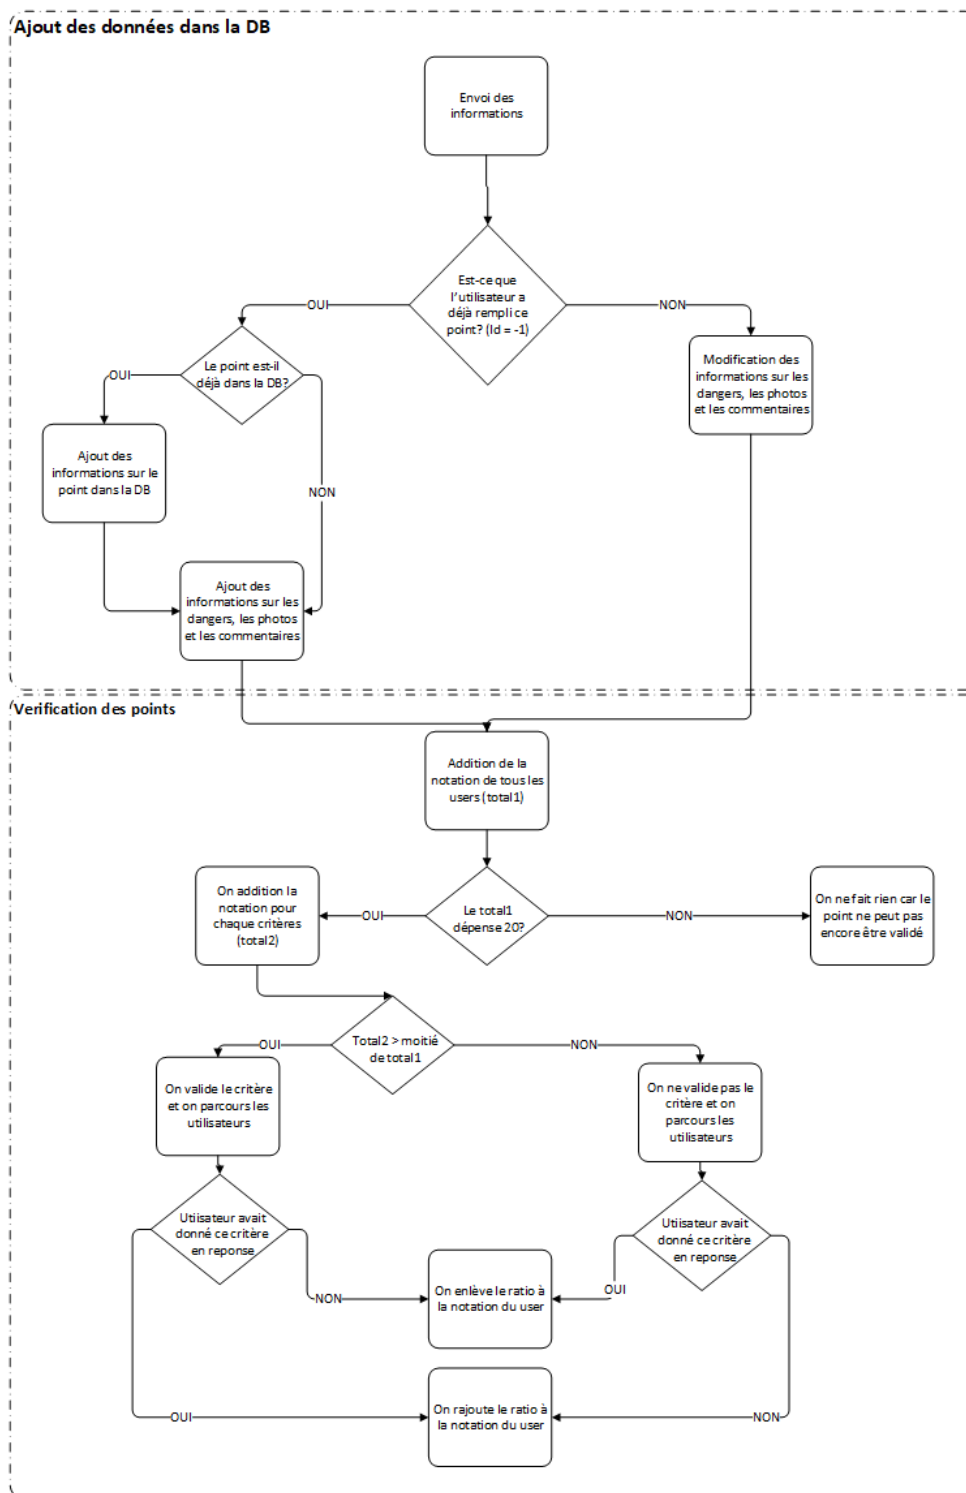 Ajout des données dans la DB
Envoi des
informations
Est-ce que
l'utilisateur a
déjà rempli ce
point? (Id = -1)
OUI
NON
Le point est-il
déjà dans la DB?
Modification des
informations sur les
dangers, les photos
et les commentaires
OUI
Ajout des
informations sur le
point dans la DB
NON
Ajout des
informations sur les
dangers, les photos
et les commentaires
Verification des points
Addition de la
notation de tous les
users (total1)
On addition la
notation pour
chaque critères
(total2)
OUI
Le total1
dépense 20?
NON
On ne fait rien car le
point ne peut pas
encore être validé
Total2 > moitié
de total1
OUI
NON
On valide le critère
et on parcours les
utilisateurs
On ne valide pas le
critère et on
parcours les
utilisateurs
Utiisateur avait
donné ce critère
en reponse
Utiisateur avait
donné ce critère
en reponse
NON
On enlève le ratio à
la notation du user
OUI
OUI
On rajoute le ratio à
la notation du user
NON